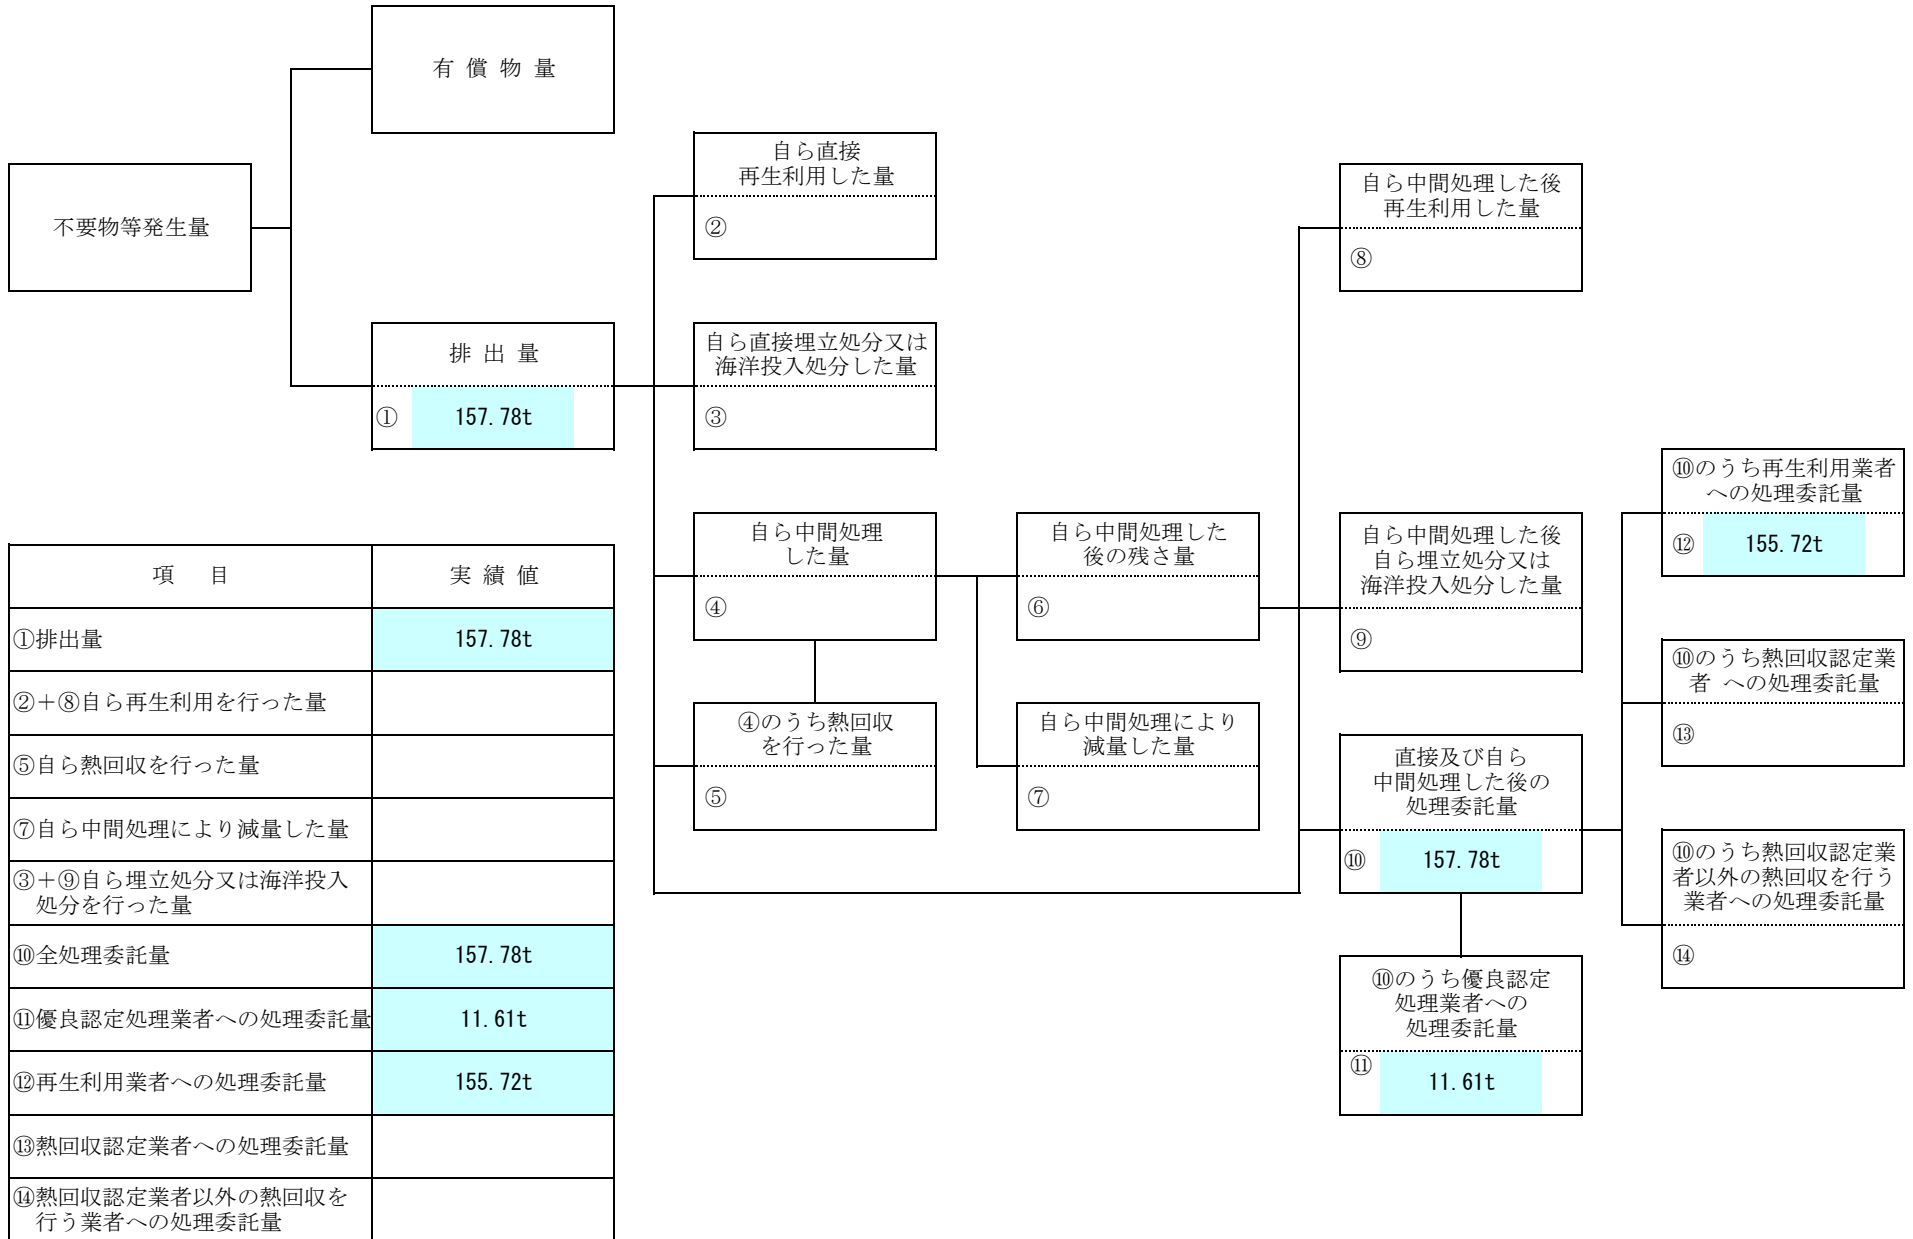 有 償 物 量
不要物等発生量
排 出 量
① 157.78t
自ら直接
再生利用した量
②
自ら直接埋立処分又は
海洋投入処分した量
③
自ら中間処理
した量
④
④のうち熱回収
を行った量
⑤
自ら中間処理した
後の残さ量
⑥
自ら中間処理により
減量した量
⑦
自ら中間処理した後
再生利用した量
⑧
自ら中間処理した後
自ら埋立処分又は
海洋投入処分した量
⑨
直接及び自ら
中間処理した後の
処理委託量
⑩ 157.78t
⑩のうち優良認定
処理業者への
処理委託量
⑪ 11.61t
⑩のうち再生利用業者
への処理委託量
⑫ 155.72t
⑩のうち熱回収認定業
者 への処理委託量
⑬
⑩のうち熱回収認定業
者以外の熱回収を行う
業者への処理委託量
⑭
項 目 実 績 値
①排出量 157.78t
②+⑧自ら再生利用を行った量
⑤自ら熱回収を行った量
⑦自ら中間処理により減量した量
③+⑨自ら埋立処分又は海洋投入
処分を行った量
⑩全処理委託量 157.78t
⑪優良認定処理業者への処理委託量 11.61t
⑫再生利用業者への処理委託量 155.72t
⑬熱回収認定業者への処理委託量
⑭熱回収認定業者以外の熱回収を
行う業者への処理委託量